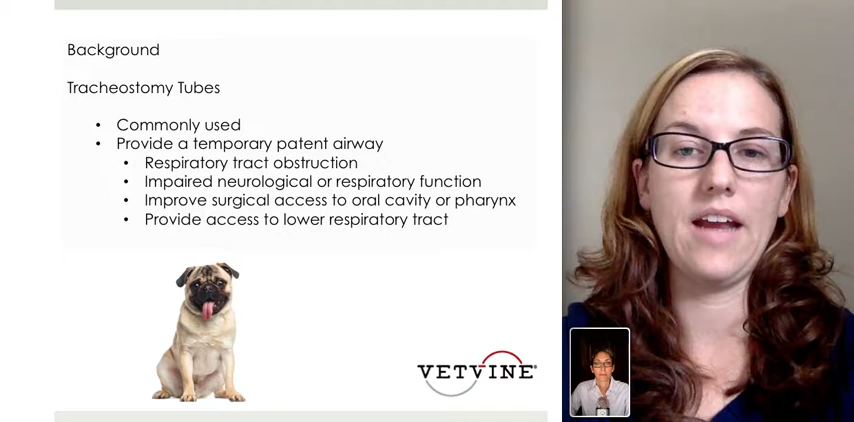 Background
Tracheostomy Tubes
• Commonly used
• Provide a temporary patent airway
• Respiratory tract obstruction
• Impaired neurological or respiratory function
• Improve surgical access to oral cavity or pharynx
• Provide access to lower respiratory tract
VETVINE®